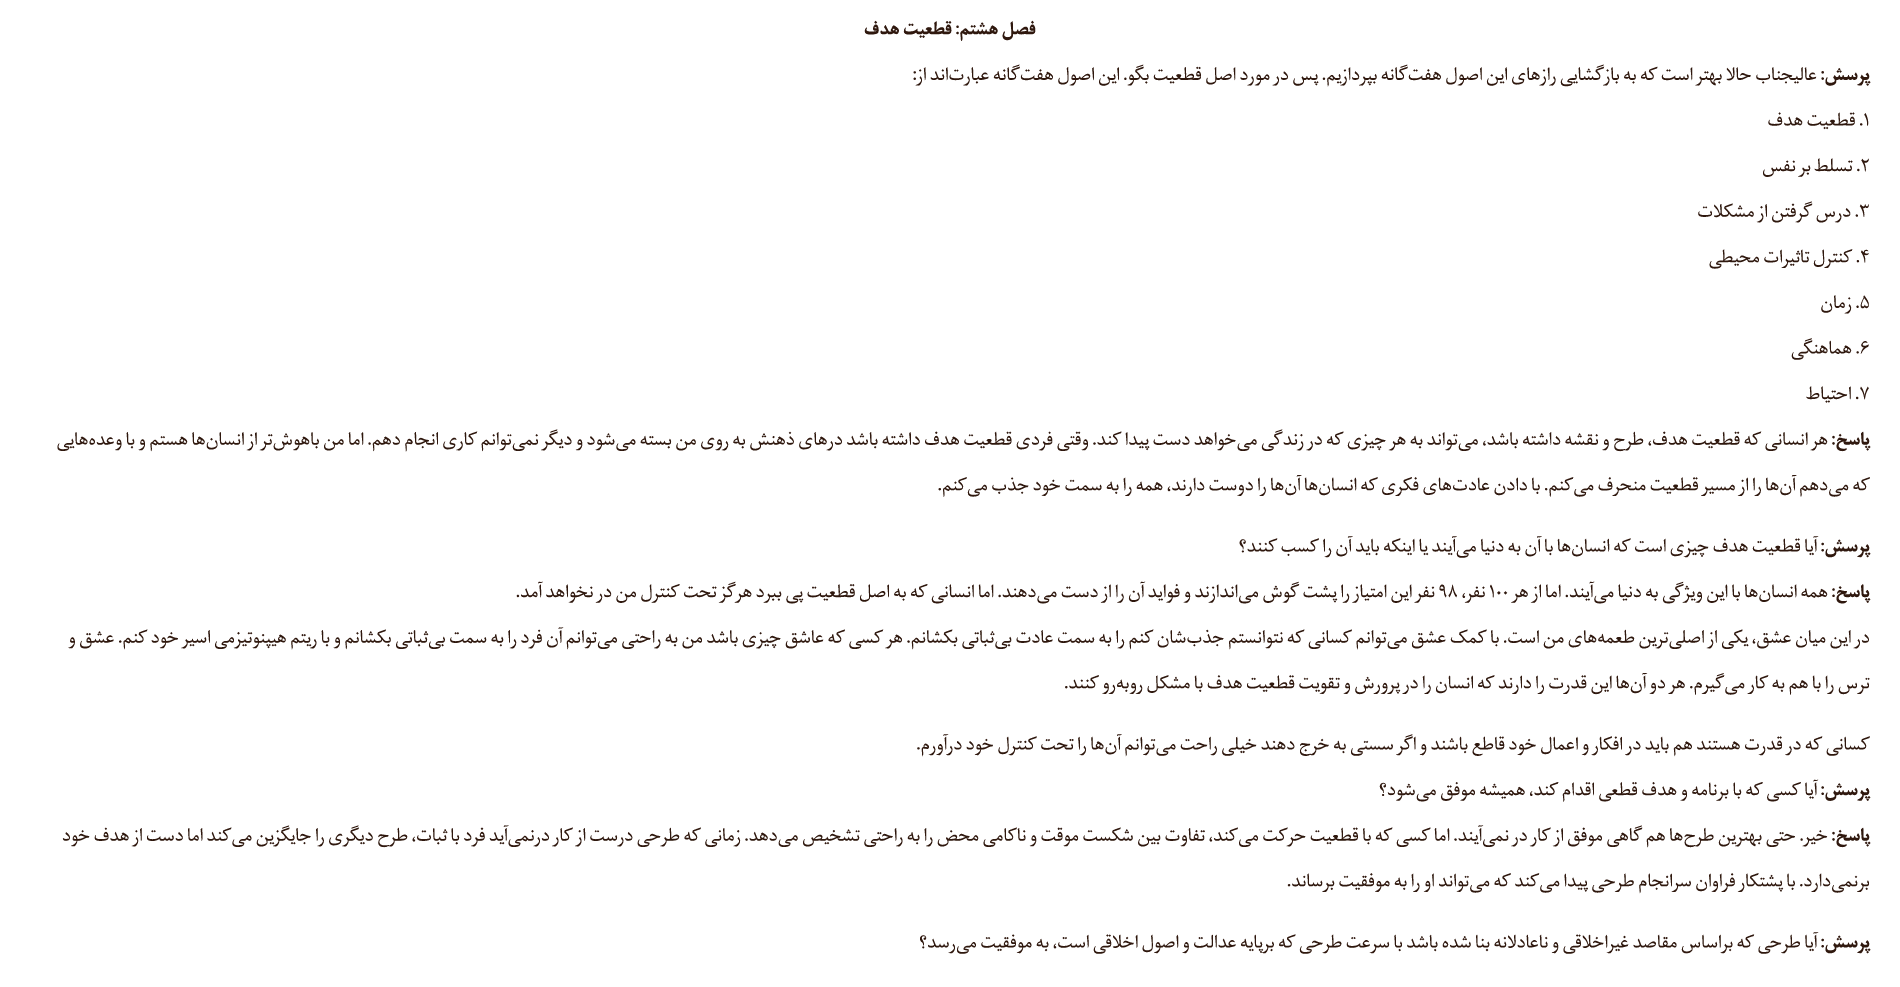 فصل هشتم: قطعیت هدف
پرسش: عالیجناب حالا بهتر است که به بازگشایی رازهای این اصول هفت‌گانه بپردازیم. پس در مورد اصل قطعیت بگو. این اصول هفت‌گانه عبارت‌اند از:
۱. قطعیت هدف
۲. تسلط بر نفس
۳. درس گرفتن از مشکلات
۴. کنترل تاثیرات محیطی
۵. زمان
۶. هماهنگی
۷. احتیاط
پاسخ: هر انسانی که قطعیت هدف، طرح و نقشه داشته باشد، می‌تواند به هر چیزی که در زندگی می‌خواهد دست پیدا کند. وقتی فردی قطعیت هدف داشته باشد درهای ذهنش به روی من بسته می‌شود و دیگر نمی‌توانم کاری انجام دهم. اما من باهوش‌تر از انسان‌ها هستم و با وعده‌هایی
که می‌دهم آن‌ها را از مسیر قطعیت منحرف می‌کنم. با دادن عادت‌های فکری که انسان‌ها آن‌ها را دوست دارند، همه را به سمت خود جذب می‌کنم.
پرسش: آیا قطعیت هدف چیزی است که انسان‌ها با آن به دنیا می‌آیند یا اینکه باید آن را کسب کنند؟
پاسخ: همه انسان‌ها با این ویژگی به دنیا می‌آیند. اما از هر ۱۰۰ نفر، ۹۸ نفر این امتیاز را پشت گوش می‌اندازند و فواید آن را از دست می‌دهند. اما انسانی که به اصل قطعیت پی ببرد هرگز تحت کنترل من در نخواهد آمد.
در این میان عشق، یکی از اصلی‌ترین طعمه‌های من است. با کمک عشق می‌توانم کسانی که نتوانستم جذب‌شان کنم را به سمت عادت بی‌ثباتی بکشانم. هر کسی که عاشق چیزی باشد من به راحتی می‌توانم آن فرد را به سمت بی‌ثباتی بکشانم و با ریتم هیپنوتیزمی اسیر خود کنم. عشق و
ترس را با هم به کار می‌گیرم. هر دو آن‌ها این قدرت را دارند که انسان را در پرورش و تقویت قطعیت هدف با مشکل روبه‌رو کنند.
کسانی که در قدرت هستند هم باید در افکار و اعمال خود قاطع باشند و اگر سستی به خرج دهند خیلی راحت می‌توانم آن‌ها را تحت کنترل خود درآورم.
پرسش: آیا کسی که با برنامه و هدف قطعی اقدام کند، همیشه موفق می‌شود؟
پاسخ: خیر. حتی بهترین طرح‌ها هم گاهی موفق از کار در نمی‌آیند. اما کسی که با قطعیت حرکت می‌کند، تفاوت بین شکست موقت و ناکامی محض را به راحتی تشخیص می‌دهد. زمانی که طرحی درست از کار درنمی‌آید فرد با ثبات، طرح دیگری را جایگزین می‌کند اما دست از هدف خود
برنمی‌دارد. با پشتکار فراوان سرانجام طرحی پیدا می‌کند که می‌تواند او را به موفقیت برساند.
پرسش: آیا طرحی که براساس مقاصد غیراخلاقی و ناعادلانه بنا شده باشد با سرعت طرحی که برپایه عدالت و اصول اخلاقی است، به موفقیت می‌رسد؟